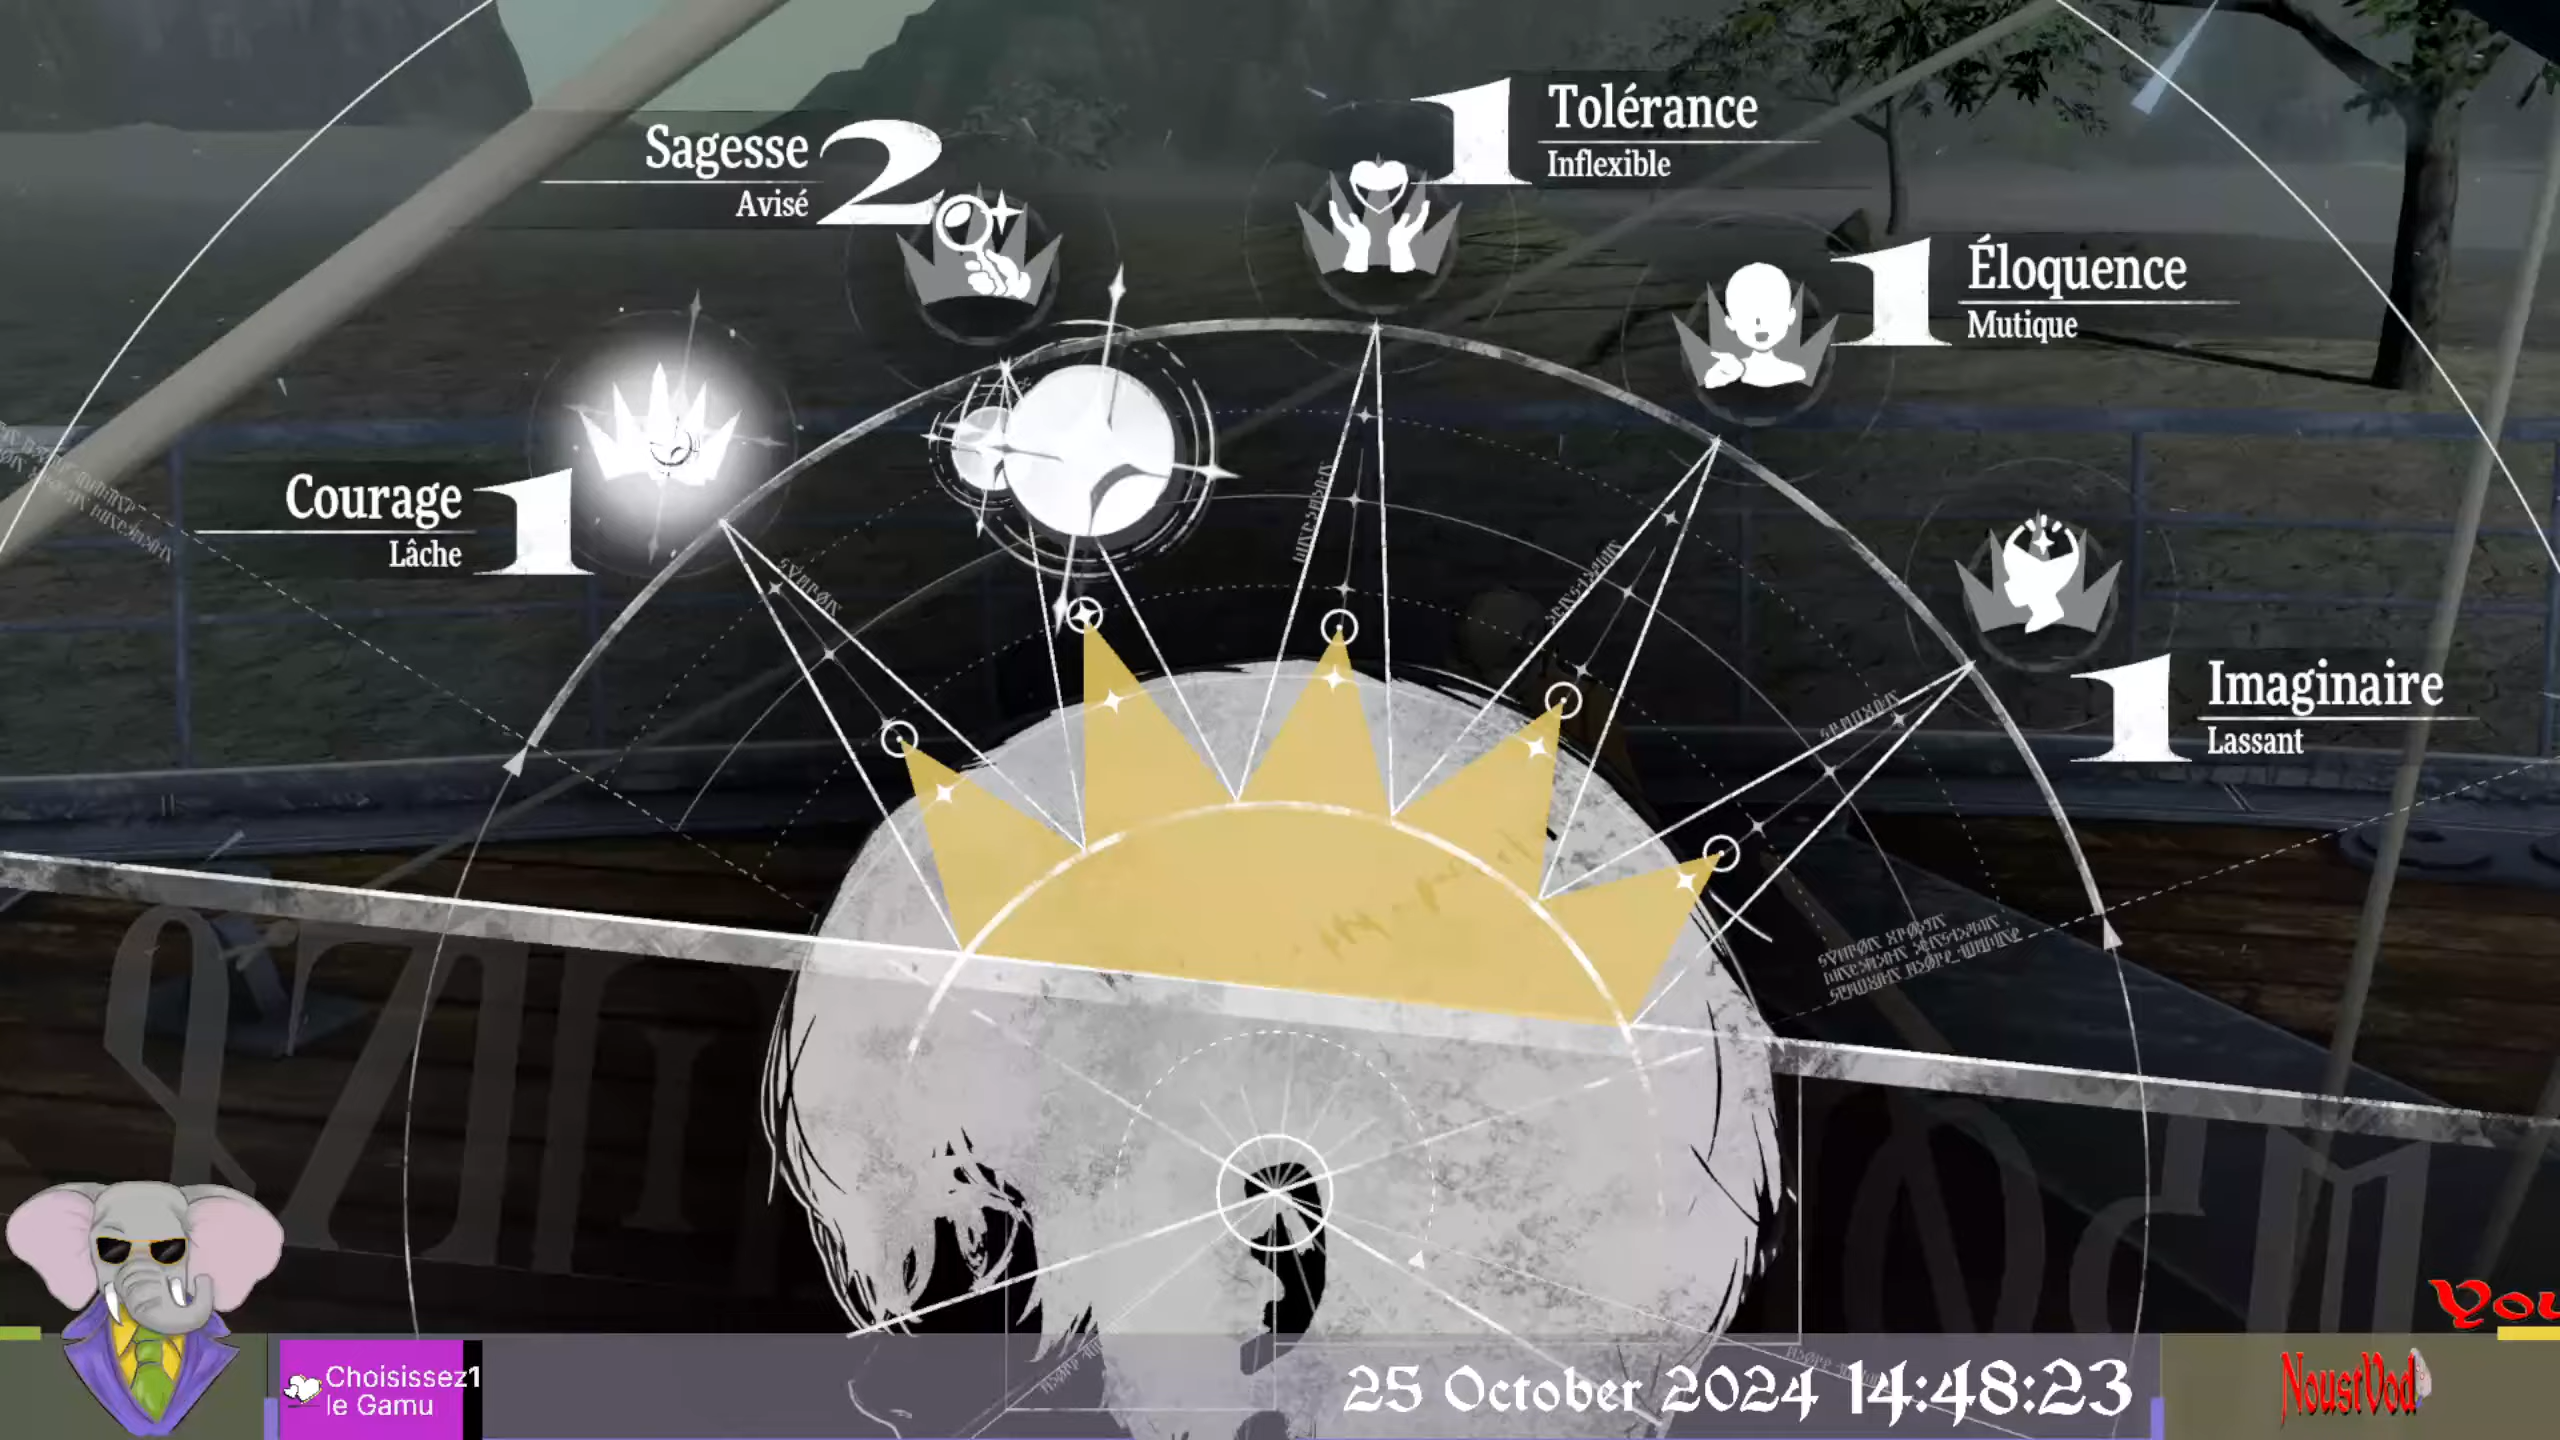 Tolérance
1
Inflexible
Sagesse
2
Avisé
Éloquence
1
Mutique
Courage
1
Lâche
Imaginaire
1
Lassant
You
Choisissez1
le Gamu
25 October 2024 14:48:23
NoustVod